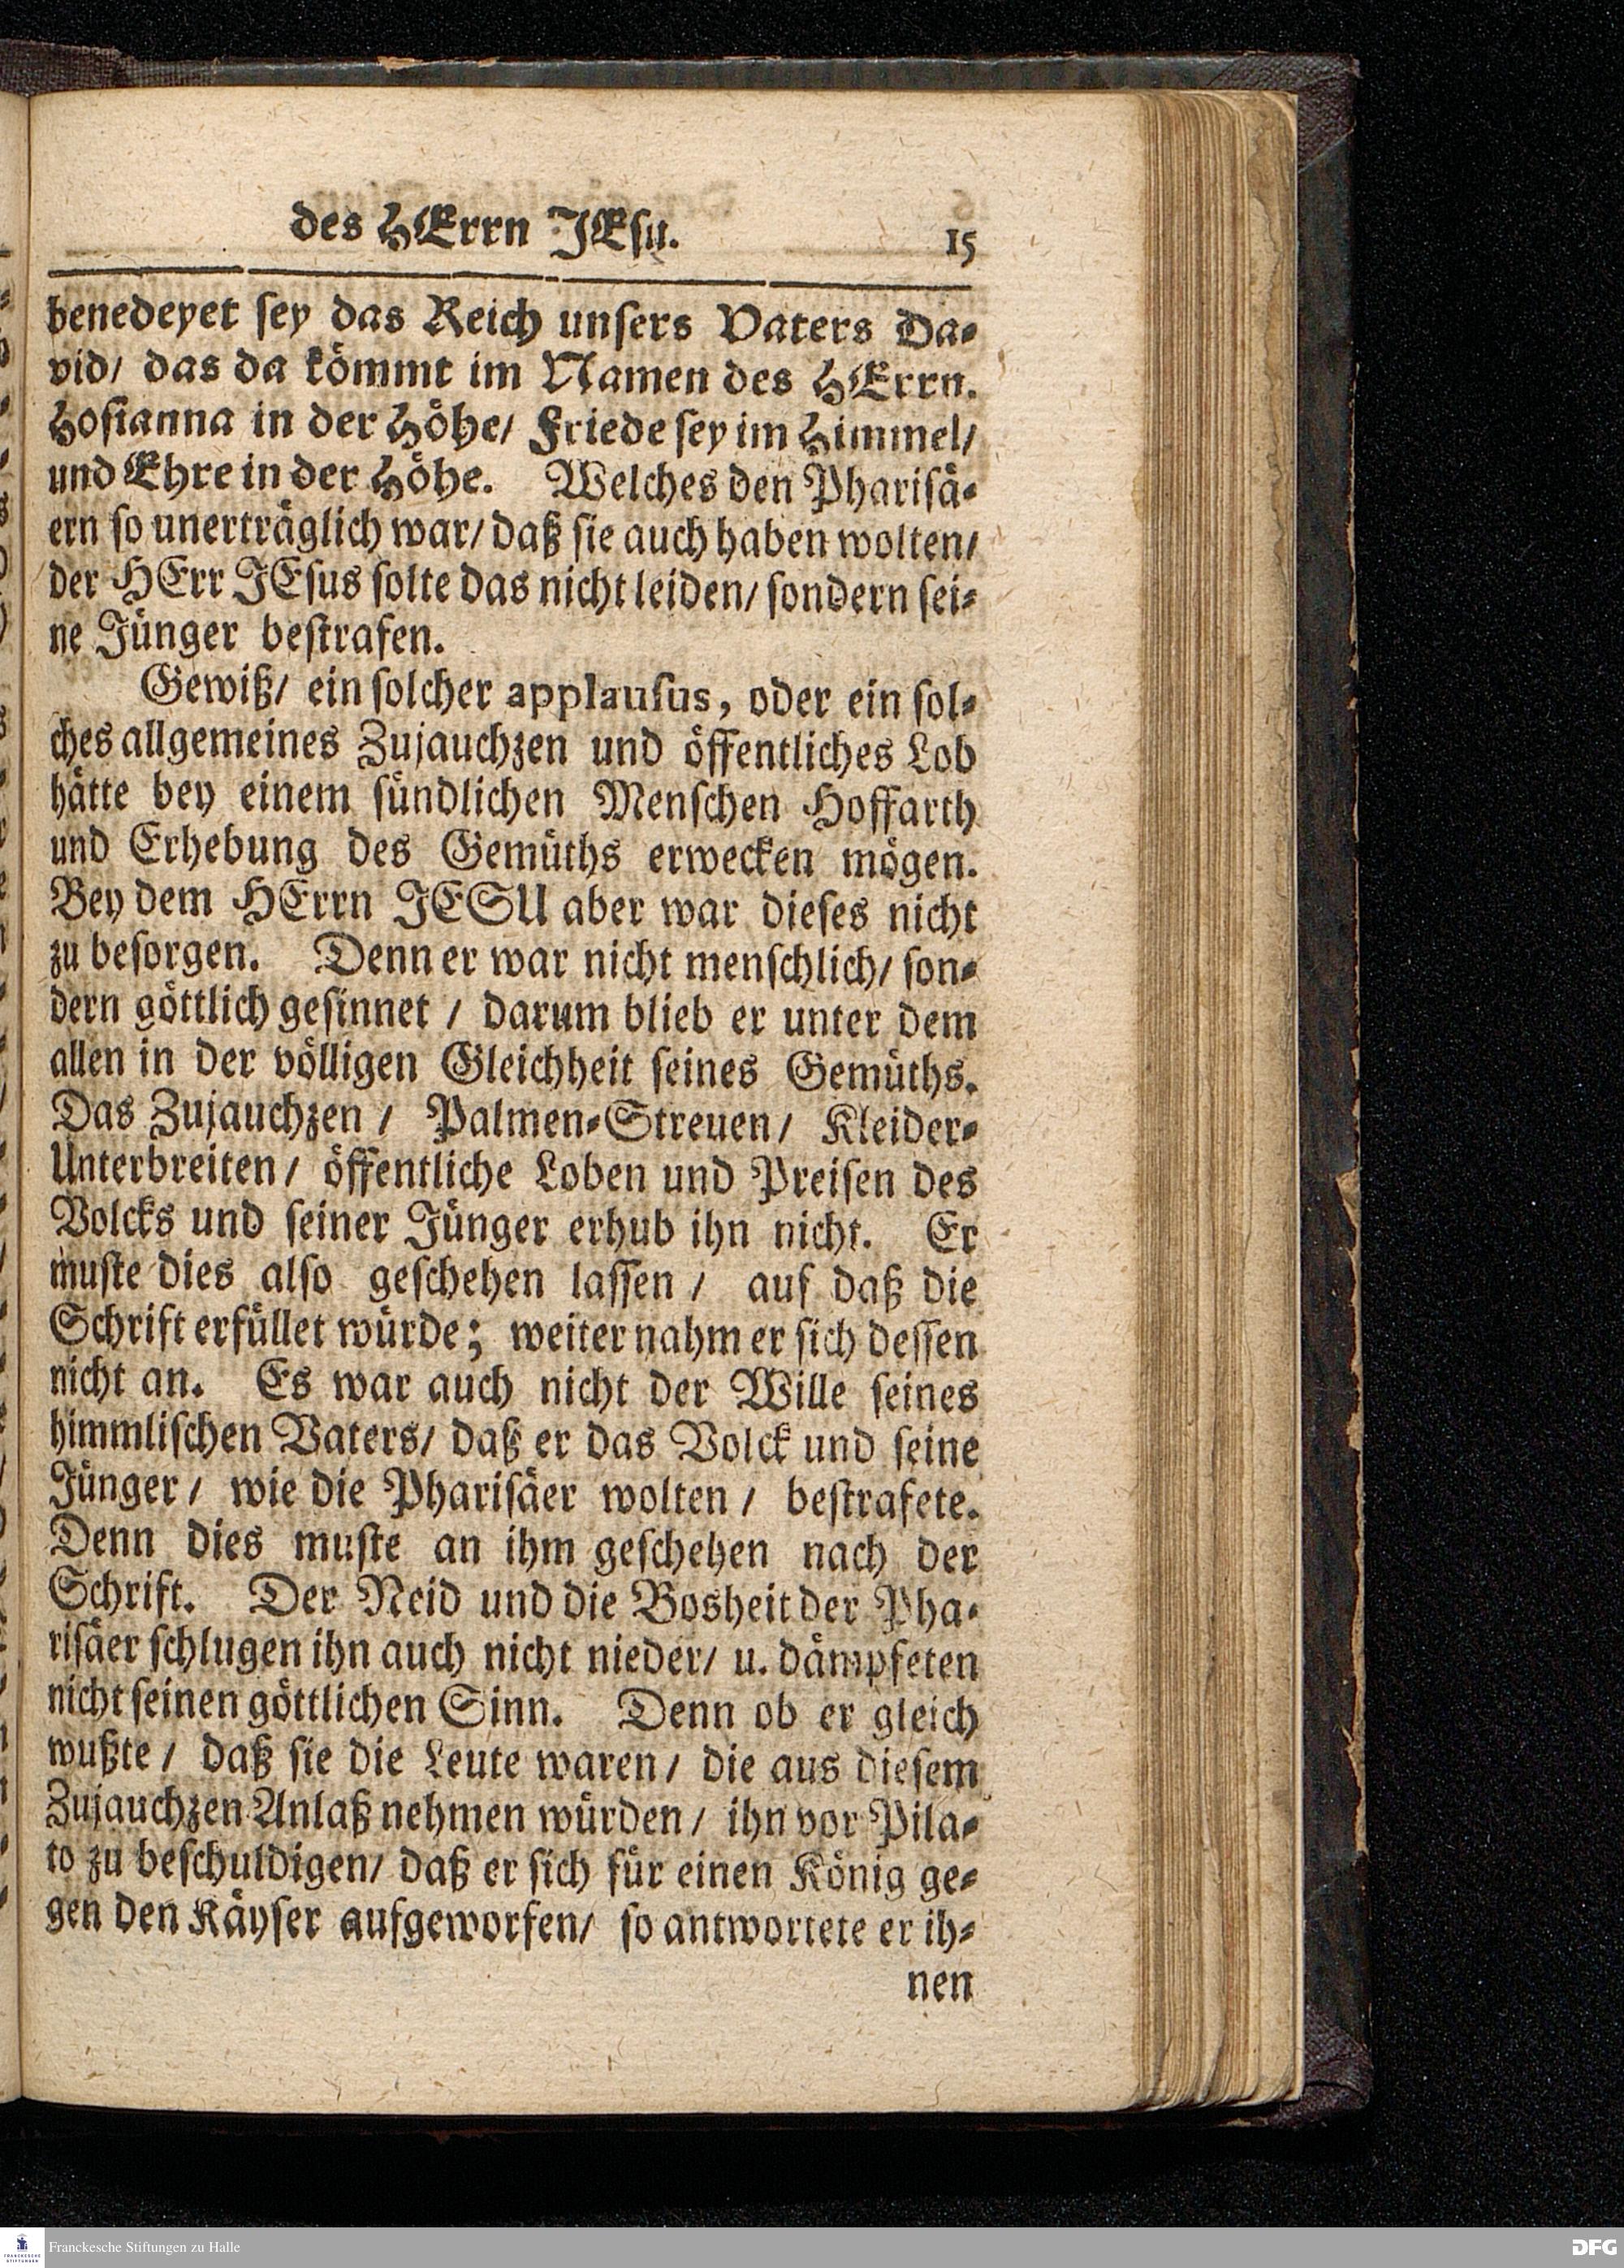 des HErrn JEsu. 15
benedeyet sey das Reich unsers Vaters Da-
vid/ das da kömmt im Namen des HErrn.
Hosianna in der Höhe/ Friede sey im Himmel/
und Ehre in der Höhe. Welches den Pharisä-
ern so unerträglich war/ daß sie auch haben wolten/
der HErr JEsus solte das nicht leiden/ sondern sei-
ne Jünger bestrafen.
Gewiß/ ein solcher applausus, oder ein sol-
ches allgemeines Zujauchzen und öffentliches Lob
hätte bey einem sündlichen Menschen Hoffarth
und Erhebung des Gemüths erwecken mögen.
Bey dem HErrn JESU aber war dieses nicht
zu besorgen. Denn er war nicht menschlich/ son-
dern göttlich gesinnet / darum blieb er unter dem
allen in der völligen Gleichheit seines Gemüths.
Das Zujauchzen / Palmen-Streuen/ Kleider-
Unterbreiten/ öffentliche Loben und Preisen des
Volcks und seiner Jünger erhub ihn nicht. Er
muste dies also geschehen lassen / auf daß die
Schrift erfüllet würde; weiter nahm er sich dessen
nicht an. Es war auch nicht der Wille seines
himmlischen Vaters/ daß er das Volck und seine
Jünger/ wie die Pharisäer wolten / bestrafete.
Denn dies muste an ihm geschehen nach der
Schrift. Der Neid und die Bosheit der Pha-
risäer schlugen ihn auch nicht nieder/ u. dämpfeten
nicht seinen göttlichen Sinn. Denn ob er gleich
wußte / daß sie die Leute waren/ die aus diesem
Zujauchzen Anlaß nehmen würden/ ihn vor Pila-
to zu beschuldigen/ daß er sich für einen König ge-
gen den Käyser aufgeworfen/ so antwortete er ih-
nen
Franckesche Stiftungen zu Halle
DFG